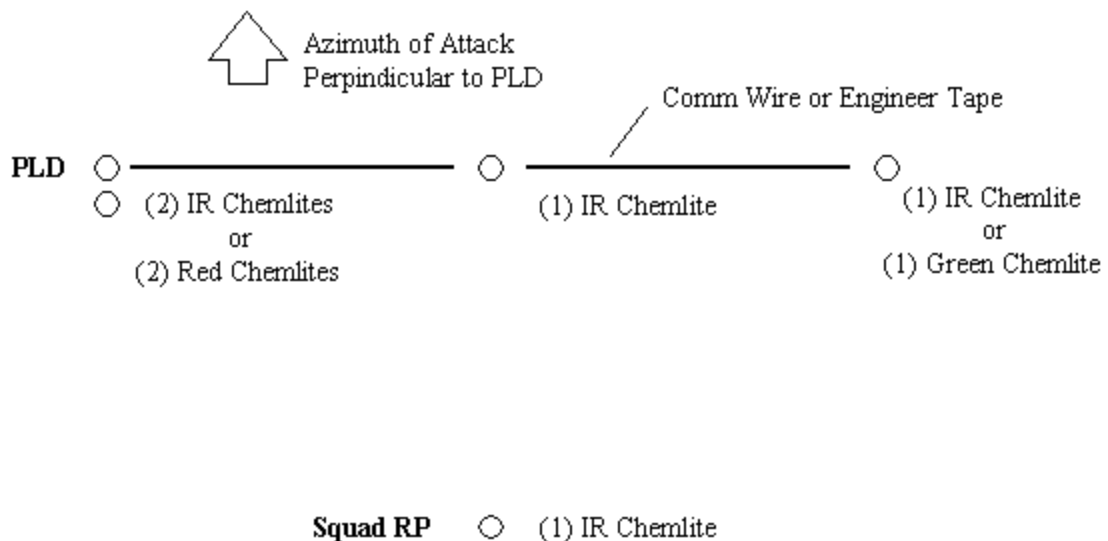 Azimuth of Attack
Perpindicular to PLD
Comm Wire or Engineer Tape
PLD
(2) IR Chemlites
or
(2) Red Chemlites
(1) IR Chemlite
(1) IR Chemlite
or
(1) Green Chemlite
Squad RP
(1) IR Chemlite